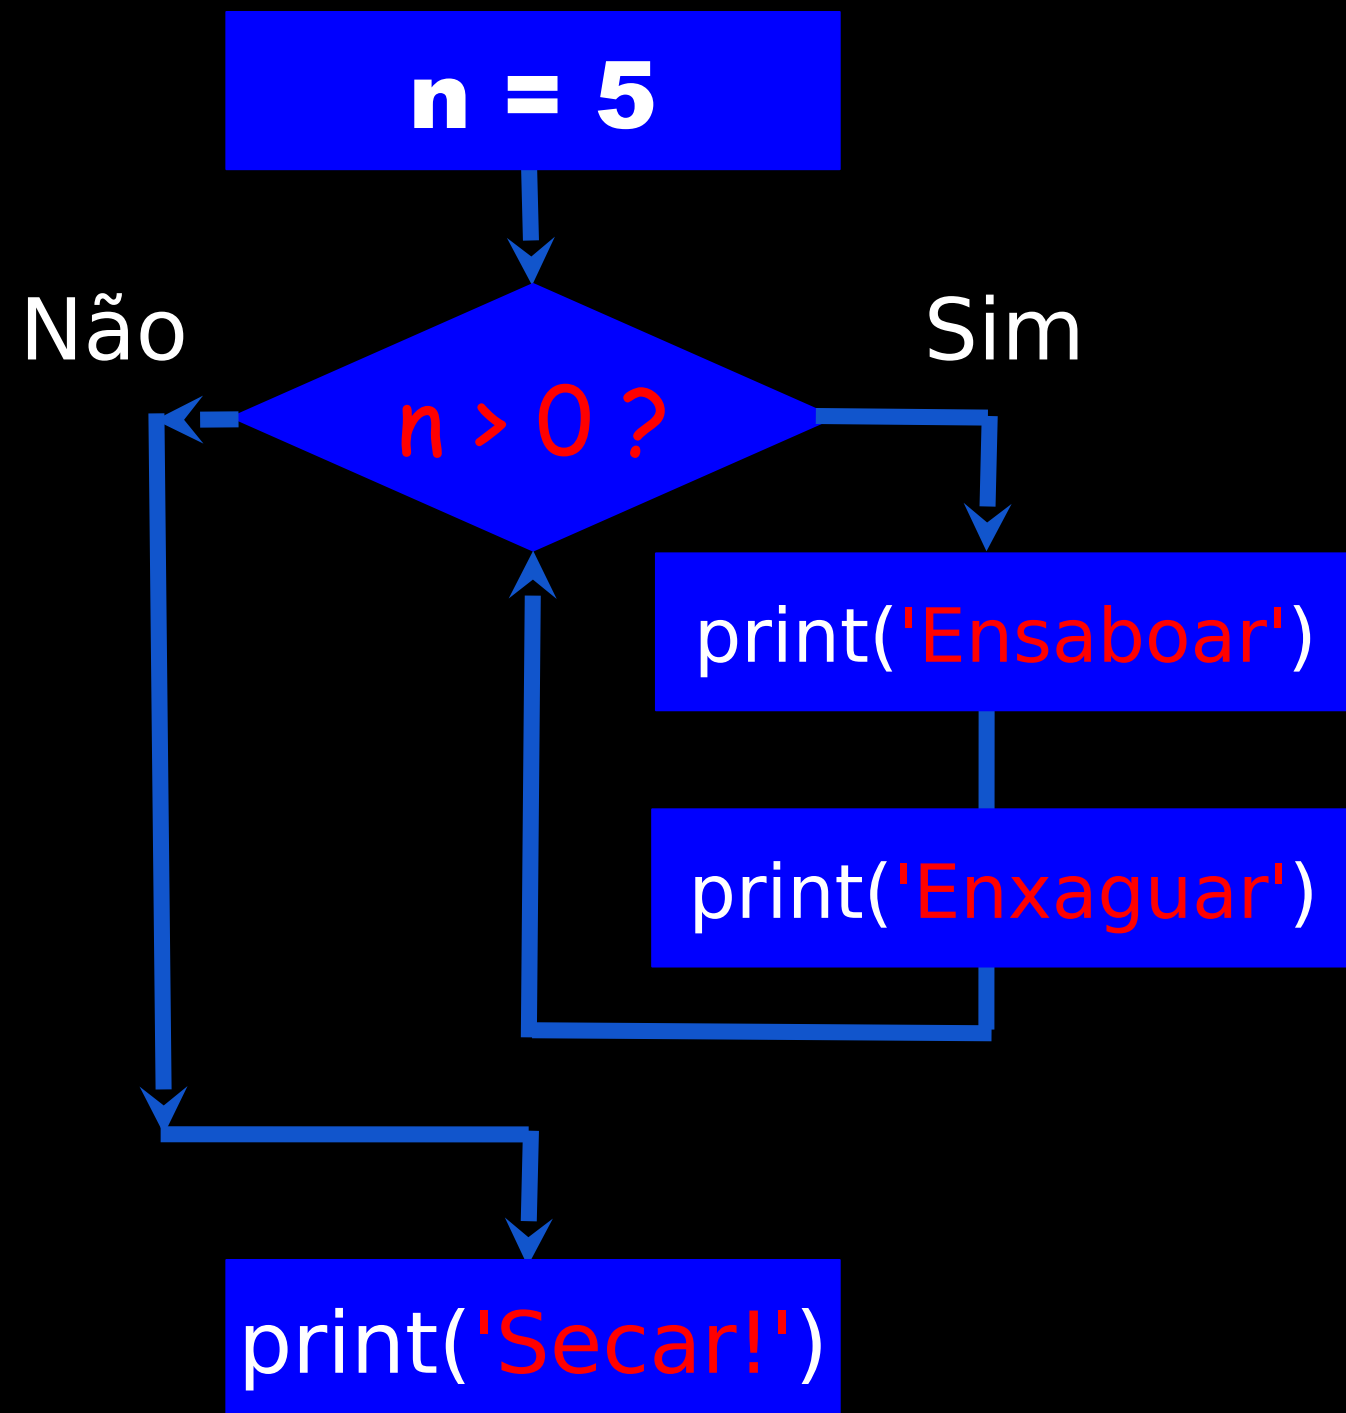 n = 5
Não
Sim
n > 0 ?
print('Ensaboar')
print('Enxaguar')
print('Secar!')